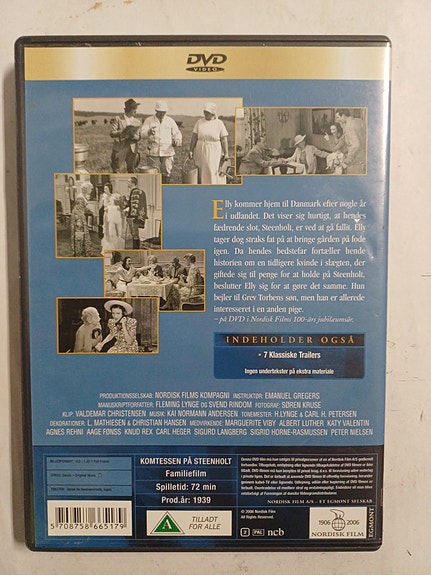 DVD
VIDEO
Elly kommer hjem til Danmark efter nogle år
i udlandet. Det viser sig hurtigt, at hendes
fædrene slot, Steenholt, er ved at gå fallit. Elly
tager dog straks fat på at bringe gården på fode
igen. Da hendes bedstefar fortæller hende
historien om en tidligere kvinde i slægten, der
giftede sig til penge for at holde på Steenholt,
beslutter Elly sig for at gøre det samme. Hun
bejler til Grev Torbens søn, men han er allerede
interesseret i en anden pige.
– på DVD i Nordisk Films 100-års jubilæumsår.
INDEHOLDER OGSÅ
• 7 Klassiske Trailers
Ingen undertekster på ekstra materiale
PRODUKTIONSSELSKAB: NORDISK FILMS KOMPAGNI INSTRUKTØR: EMANUEL GREGERS
MANUSKRIPTFORFATTER: FLEMING LYNGE OG SVEND RINDOM FOTOGRAF: SØREN KRUSE
KLIP: VALDEMAR CHRISTENSEN MUSIK: KAI NORMANN ANDERSEN TONEMESTER: H.LYNGE & CARL H. PETERSEN
DEKORATIONER: L. MATHIESEN & CHRISTIAN HANSEN MEDVIRKENDE: MARGUERITE VIBY ALBERT LUTHER KATY VALENTIN
AGNES REHNI AAGE FØNSS KNUD REX CARL HEGER SIGURD LANGBERG SIGRID HORNE-RASMUSSEN PETER NIELSEN
KOMTESSEN PÅ STEENHOLT
Familiefilm
Spilletid: 72 min
Prod.år: 1939
NORDISK FILM A/S – ET EGMONT SELSKAB
5 708758 665179
A
TILLADT
FOR ALLE
© 2006 Nordisk Film
All Rights Reserved.
2 PAL ncb
1906 2006
NORDISK FILM
EGMONT